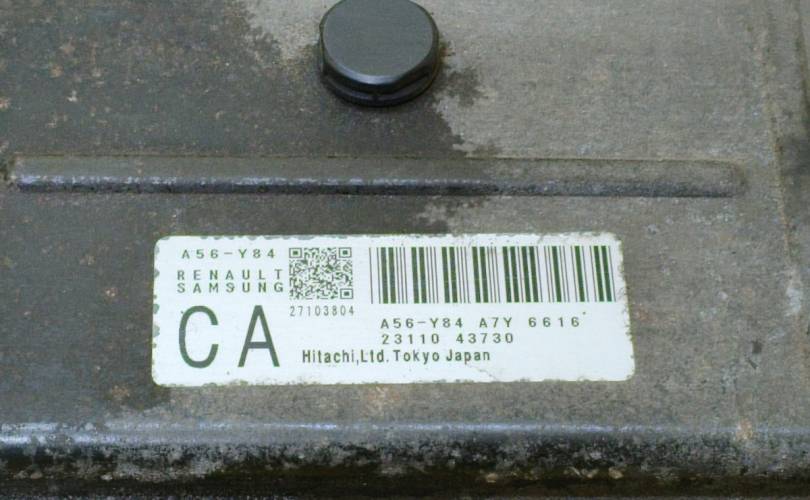 A56-Y84
RENAULT
SAMSUNG
27103804
CA
A56-Y84 A7Y 6616
23110 43730
Hitachi,Ltd.Tokyo Japan